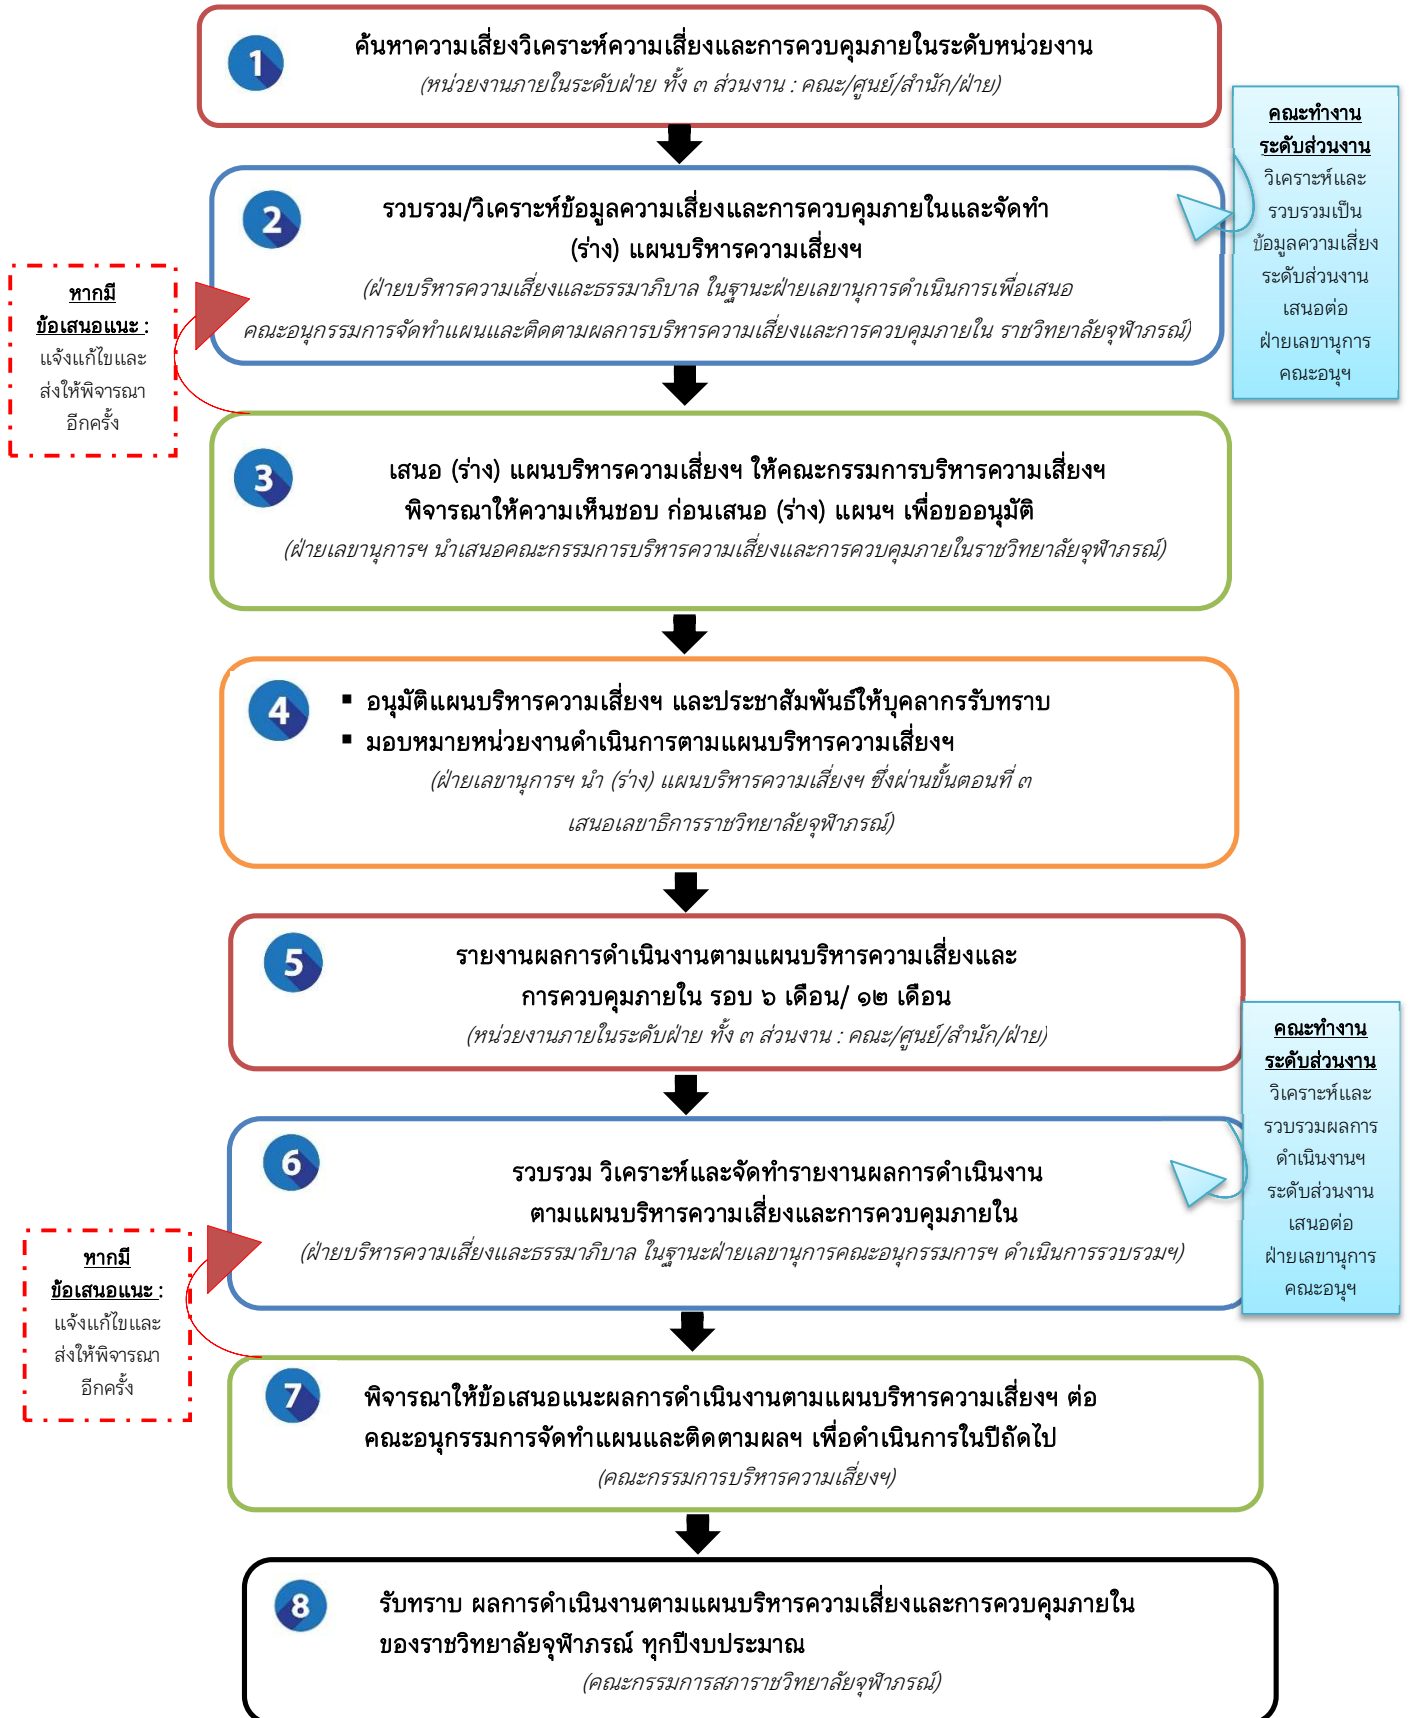 1
ค้นหาความเสี่ยงวิเคราะห์ความเสี่ยงและการควบคุมภายในระดับหน่วยงาน
(หน่วยงานภายในระดับฝ่าย ทั้ง ๓ ส่วนงาน : คณะ/ศูนย์/สำนัก/ฝ่าย)
คณะทำงาน
ระดับส่วนงาน
วิเคราะห์และ
รวบรวมเป็น
ข้อมูลความเสี่ยง
ระดับส่วนงาน
เสนอต่อ
ฝ่ายเลขานุการ
คณะอนุฯ
2
รวบรวม/วิเคราะห์ข้อมูลความเสี่ยงและการควบคุมภายในและจัดทำ
(ร่าง) แผนบริหารความเสี่ยงฯ
(ฝ่ายบริหารความเสี่ยงและธรรมาภิบาล ในฐานะฝ่ายเลขานุการดำเนินการเพื่อเสนอ
คณะอนุกรรมการจัดทำแผนและติดตามผลการบริหารความเสี่ยงและการควบคุมภายใน ราชวิทยาลัยจุฬาภรณ์)
หากมี
ข้อเสนอแนะ :
แจ้งแก้ไขและ
ส่งให้พิจารณา
อีกครั้ง
3
เสนอ (ร่าง) แผนบริหารความเสี่ยงฯ ให้คณะกรรมการบริหารความเสี่ยงฯ
พิจารณาให้ความเห็นชอบ ก่อนเสนอ (ร่าง) แผนฯ เพื่อขออนุมัติ
(ฝ่ายเลขานุการฯ นำเสนอคณะกรรมการบริหารความเสี่ยงและการควบคุมภายในราชวิทยาลัยจุฬาภรณ์)
4
▪ อนุมัติแผนบริหารความเสี่ยงฯ และประชาสัมพันธ์ให้บุคลากรรับทราบ
▪ มอบหมายหน่วยงานดำเนินการตามแผนบริหารความเสี่ยงฯ
(ฝ่ายเลขานุการฯ นำ (ร่าง) แผนบริหารความเสี่ยงฯ ซึ่งผ่านขั้นตอนที่ ๓
เสนอเลขาธิการราชวิทยาลัยจุฬาภรณ์)
5
รายงานผลการดำเนินงานตามแผนบริหารความเสี่ยงและ
การควบคุมภายใน รอบ ๖ เดือน/ ๑๒ เดือน
(หน่วยงานภายในระดับฝ่าย ทั้ง ๓ ส่วนงาน : คณะ/ศูนย์/สำนัก/ฝ่าย)
คณะทำงาน
ระดับส่วนงาน
วิเคราะห์และ
รวบรวมผลการ
ดำเนินงานฯ
ระดับส่วนงาน
เสนอต่อ
ฝ่ายเลขานุการ
คณะอนุฯ
6
รวบรวม วิเคราะห์และจัดทำรายงานผลการดำเนินงาน
ตามแผนบริหารความเสี่ยงและการควบคุมภายใน
(ฝ่ายบริหารความเสี่ยงและธรรมาภิบาล ในฐานะฝ่ายเลขานุการคณะอนุกรรมการฯ ดำเนินการรวบรวมฯ)
หากมี
ข้อเสนอแนะ :
แจ้งแก้ไขและ
ส่งให้พิจารณา
อีกครั้ง
7
พิจารณาให้ข้อเสนอแนะผลการดำเนินงานตามแผนบริหารความเสี่ยงฯ ต่อ
คณะอนุกรรมการจัดทำแผนและติดตามผลฯ เพื่อดำเนินการในปีถัดไป
(คณะกรรมการบริหารความเสี่ยงฯ)
8
รับทราบ ผลการดำเนินงานตามแผนบริหารความเสี่ยงและการควบคุมภายใน
ของราชวิทยาลัยจุฬาภรณ์ ทุกปีงบประมาณ
(คณะกรรมการสภาราชวิทยาลัยจุฬาภรณ์)